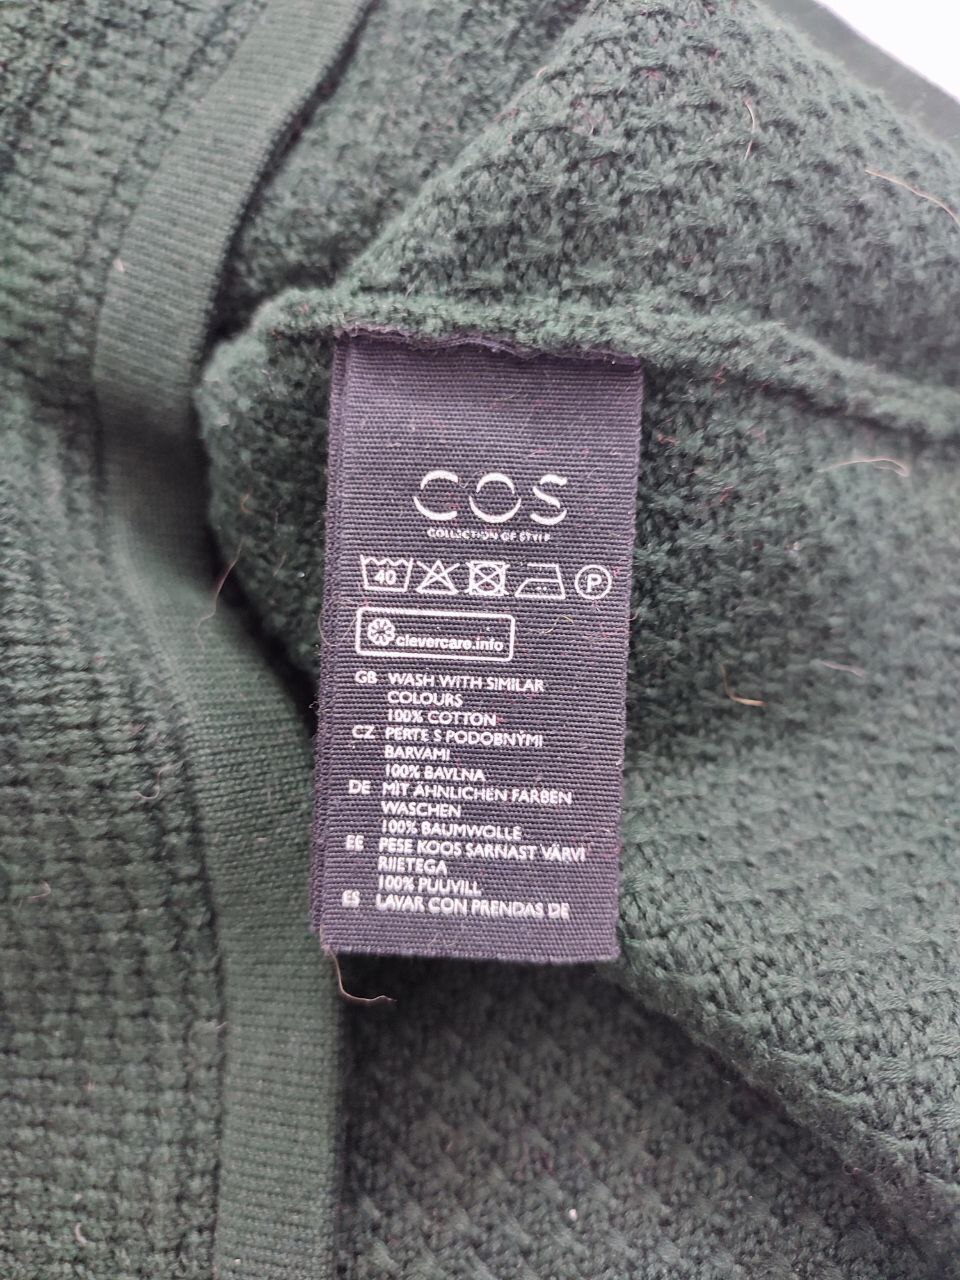 COS
COLLECTION OF STYLE
40 P
clevercare.info
GB WASH WITH SIMILAR
COLOURS
100% COTTON
CZ PERTE S PODOBNÝMI
BARVAMI
100% BAVLNA
DE MIT ÄHNLICHEN FARBEN
WASCHEN
100% BAUMWOLLE
EE PESE KOOS SARNAST VÄRVI
RIIETEGA
100% PUUVILL
ES LAVAR CON PRENDAS DE